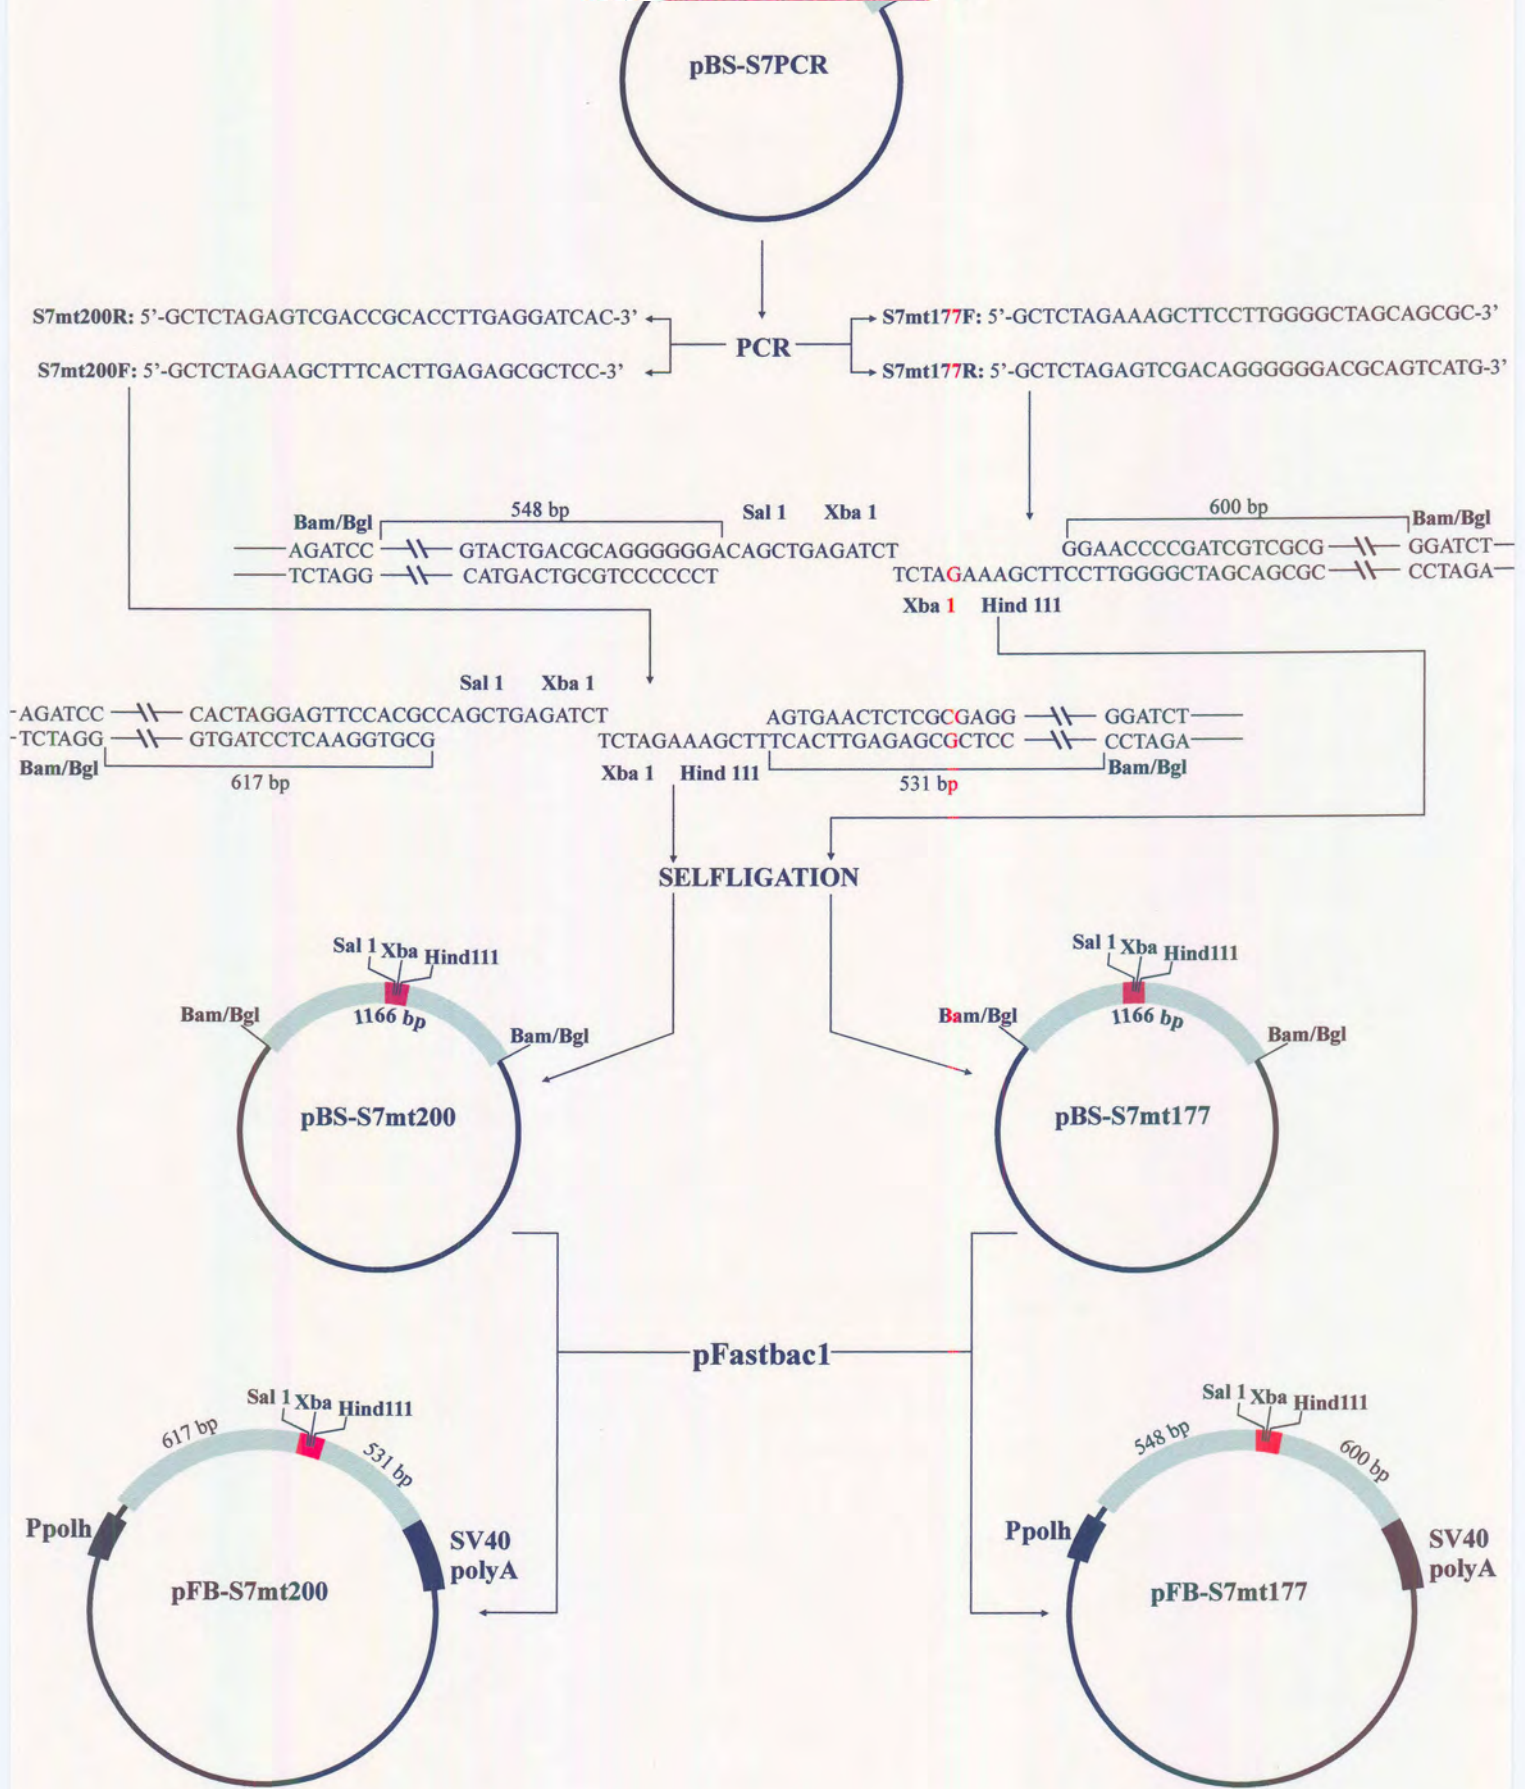 pBS-S7PCR
S7mt200R: 5’-GCTCTAGAGTCGACCGCACCTTGAGGATCAC-3’
S7mt200F: 5’-GCTCTAGAAGCTTTCACTTGAGAGCGCTCC-3’
PCR
S7mt177F: 5’-GCTCTAGAAAGCTTCCTTGGGGCTAGCAGCGC-3’
S7mt177R: 5’-GCTCTAGAGTCGACAGGGGGGACGCAGTCATG-3’
548 bp
Sal 1 Xba 1
Bam/Bgl
AGATCC GTACTGACGCAGGGGGGACAGCTGAGATCT
TCTAGG CATGACTGCGTCCCCCCT
600 bp
Bam/Bgl
GGAACCCCGATCGTCGCG GGATCT
TCTAGAAAGCTTCCTTGGGGCTAGCAGCGC CCTAGA
Xba 1 Hind 111
Sal 1 Xba 1
AGATCC CACTAGGAGTTCCACGCCAGCTGAGATCT
TCTAGG GTGATCCTCAAGGTGCG
Bam/Bgl
617 bp
AGTGAACTCTCGCGAGG GGATCT
TCTAGAAAGCTTTCACTTGAGAGCGCTCC CCTAGA
Xba 1 Hind 111
Bam/Bgl
531 bp
SELFLIGATION
Sal 1 Xba Hind111
Bam/Bgl
1166 bp
Bam/Bgl
pBS-S7mt200
Sal 1 Xba Hind111
Bam/Bgl
1166 bp
Bam/Bgl
pBS-S7mt177
pFastbac1
Sal 1 Xba Hind111
617 bp
531 bp
Ppolh
SV40
polyA
pFB-S7mt200
Sal 1 Xba Hind111
548 bp
600 bp
Ppolh
SV40
polyA
pFB-S7mt177